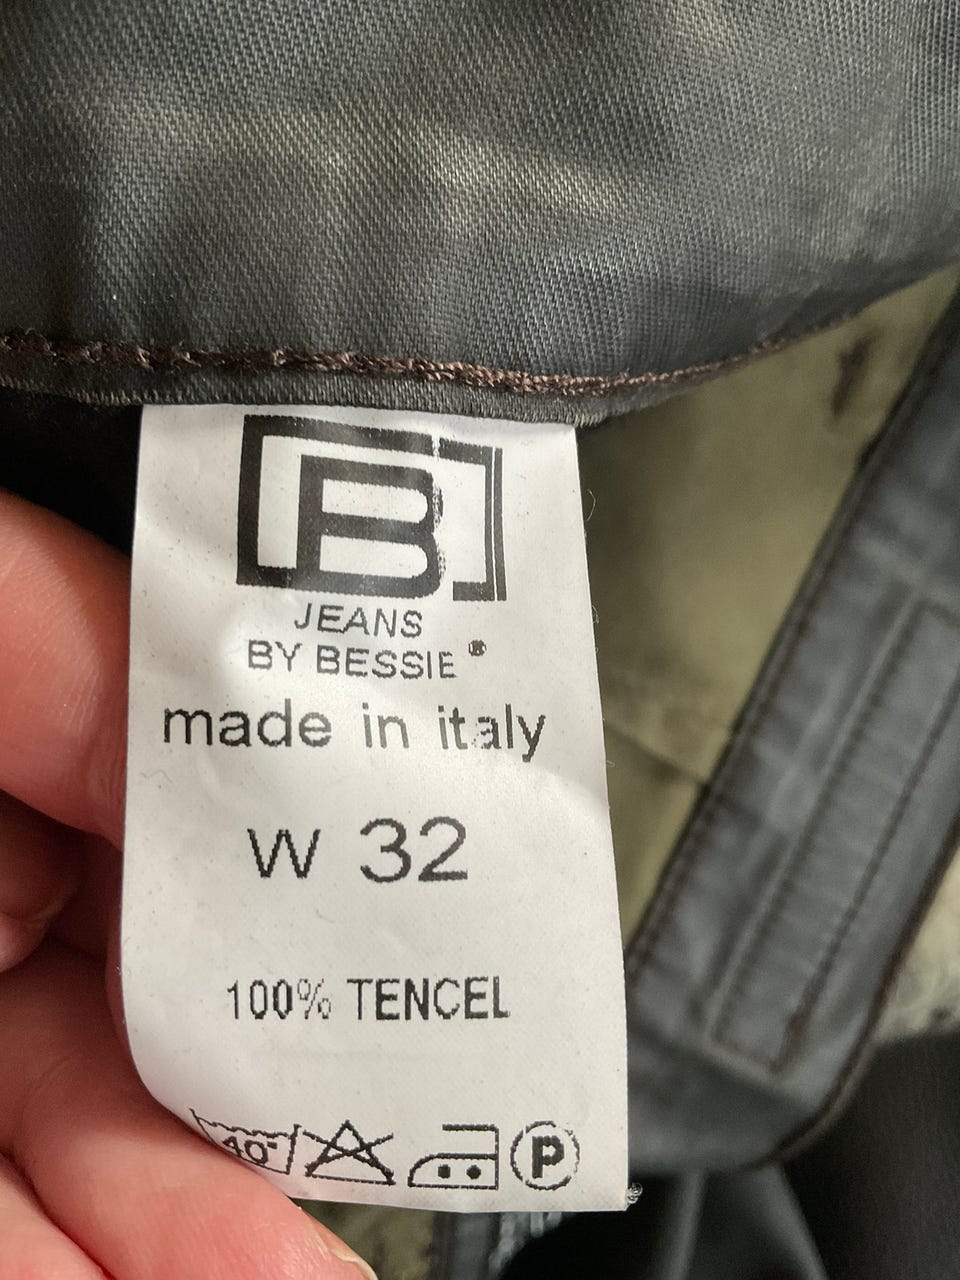 B
JEANS
BY BESSIE®
made in italy
W 32
100% TENCEL
40° P